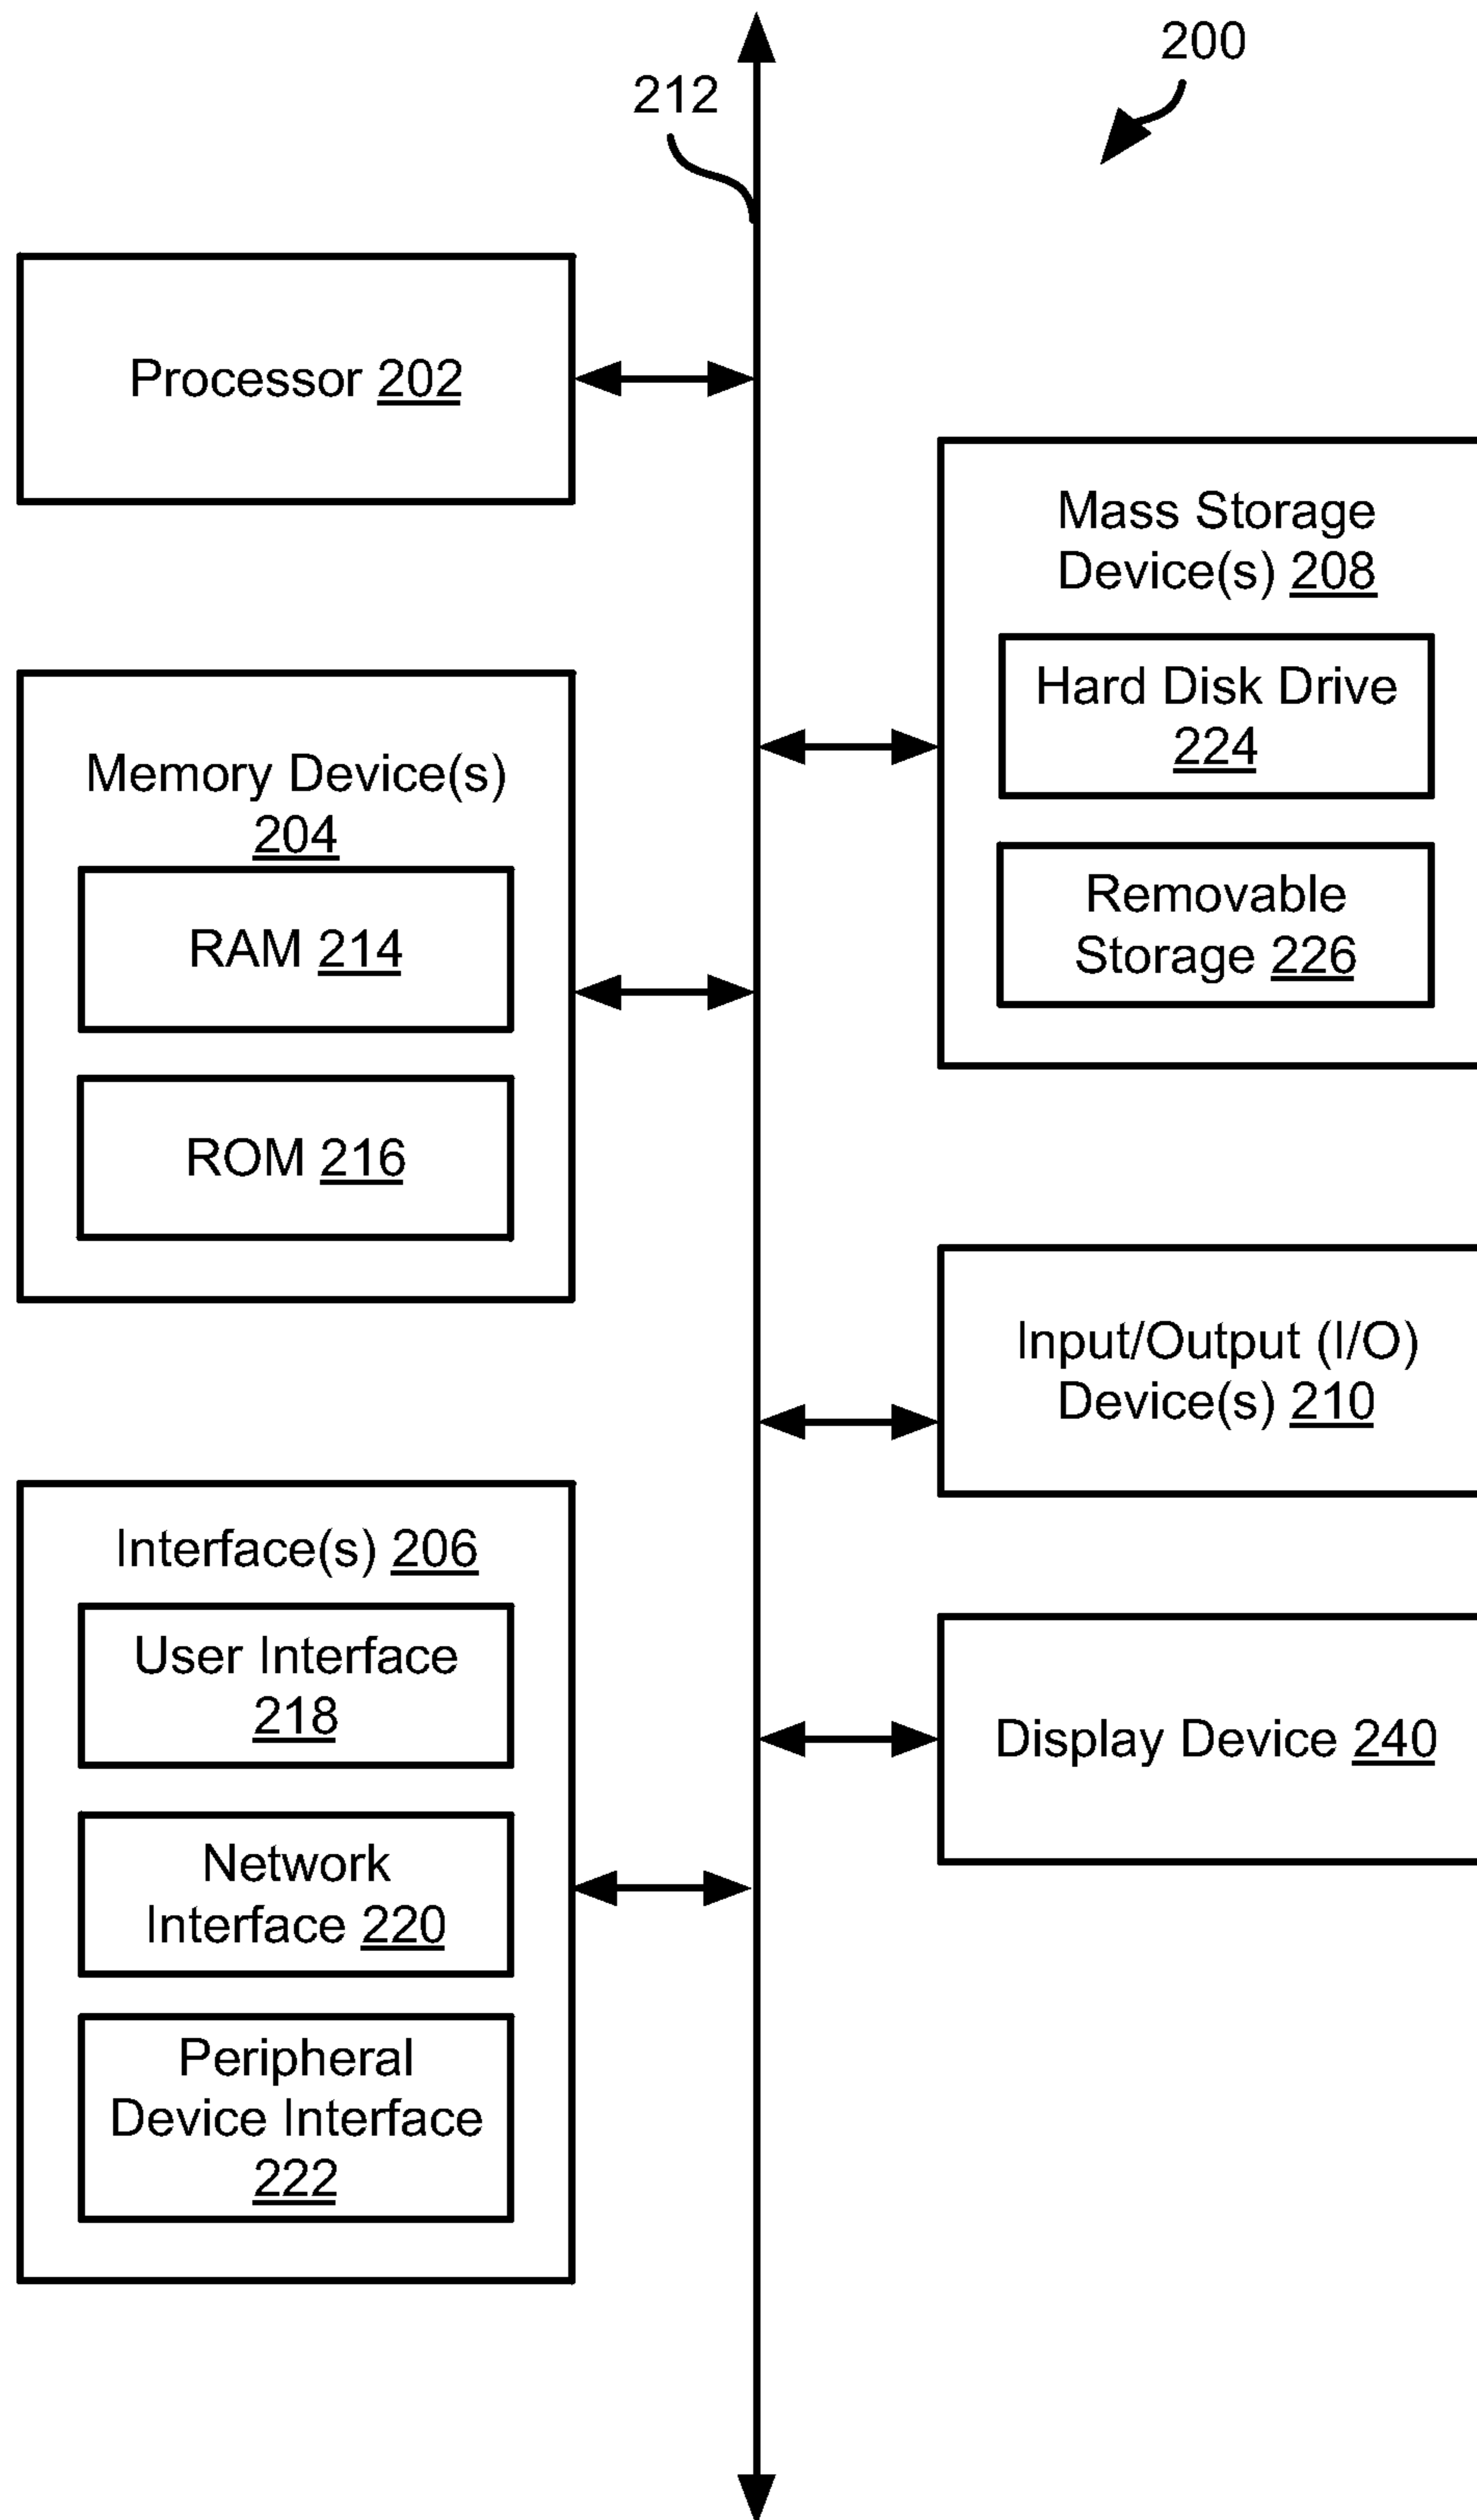 200
212
Processor 202
Mass Storage
Device(s) 208
Hard Disk Drive
224
Removable
Storage 226
Memory Device(s)
204
RAM 214
ROM 216
Input/Output (I/O)
Device(s) 210
Interface(s) 206
User Interface
218
Network
Interface 220
Peripheral
Device Interface
222
Display Device 240